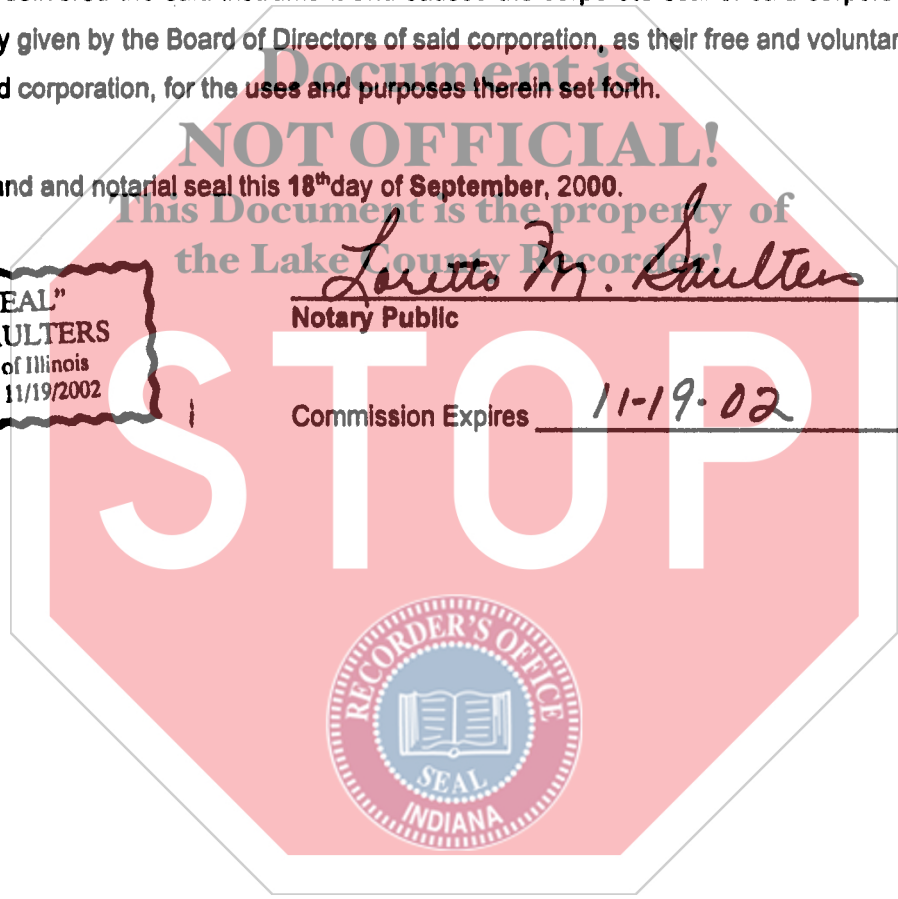 y given by the Board of Directors of said corporation, as their free and voluntar
d corporation, for the uses and purposes therein set forth.
Document is
NOT OFFICIAL!
This Document is the property of
the Lake County Recorder!
and and notarial seal this 18th day of September, 2000.
Loretto M. Saulters
Notary Public
EAL"
ULTERS
of Illinois
11/19/2002
Commission Expires 11-19-02
STOP
RECORDER'S OFFICE
SEAL
INDIANA